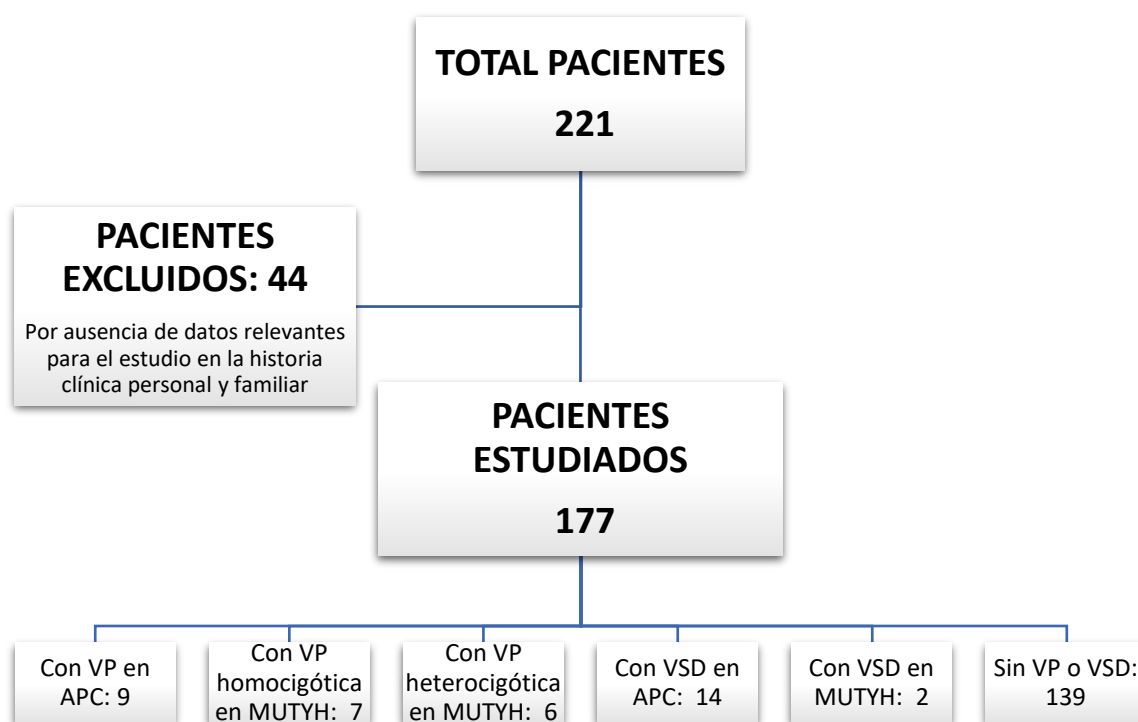 TOTAL PACIENTES
221
PACIENTES
EXCLUIDOS: 44
Por ausencia de datos relevantes
para el estudio en la historia
clínica personal y familiar
PACIENTES
ESTUDIADOS
177
Con VP en
APC: 9
Con VP
homocigótica
en MUTYH: 7
Con VP
heterocigótica
en MUTYH: 6
Con VSD en
APC: 14
Con VSD en
MUTYH: 2
Sin VP o VSD:
139